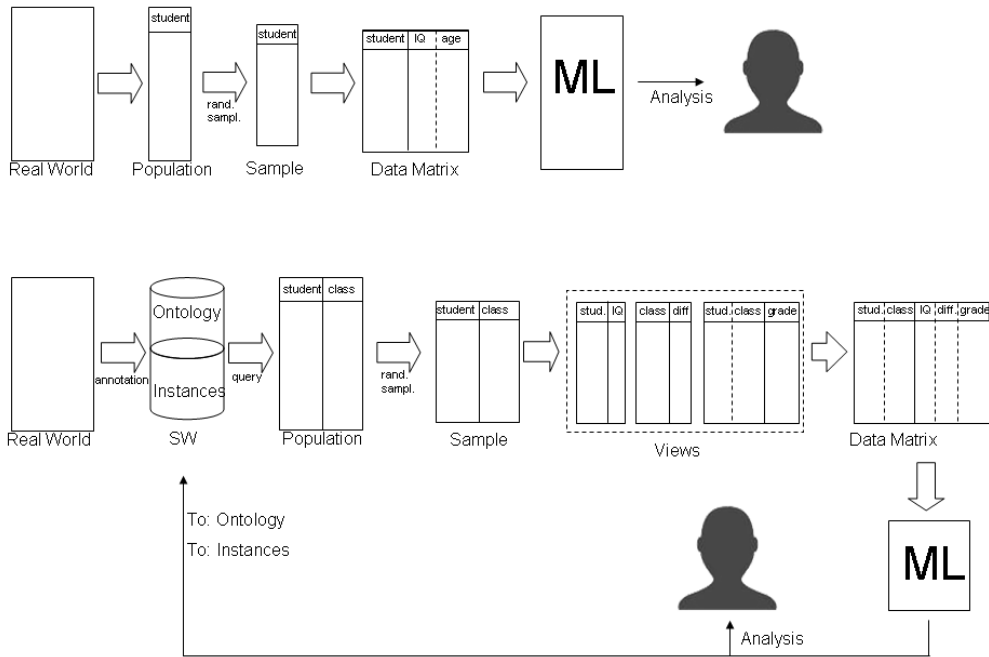 student
student
student IQ age
ML
Analysis
rand.
sampl.
Real World
Population
Sample
Data Matrix
student class
student class
stud. IQ
class diff
stud. class grade
stud. class IQ diff. grade
Ontology
annotation
query
rand.
sampl.
Instances
Real World
SW
Population
Sample
Views
Data Matrix
To: Ontology
To: Instances
ML
Analysis